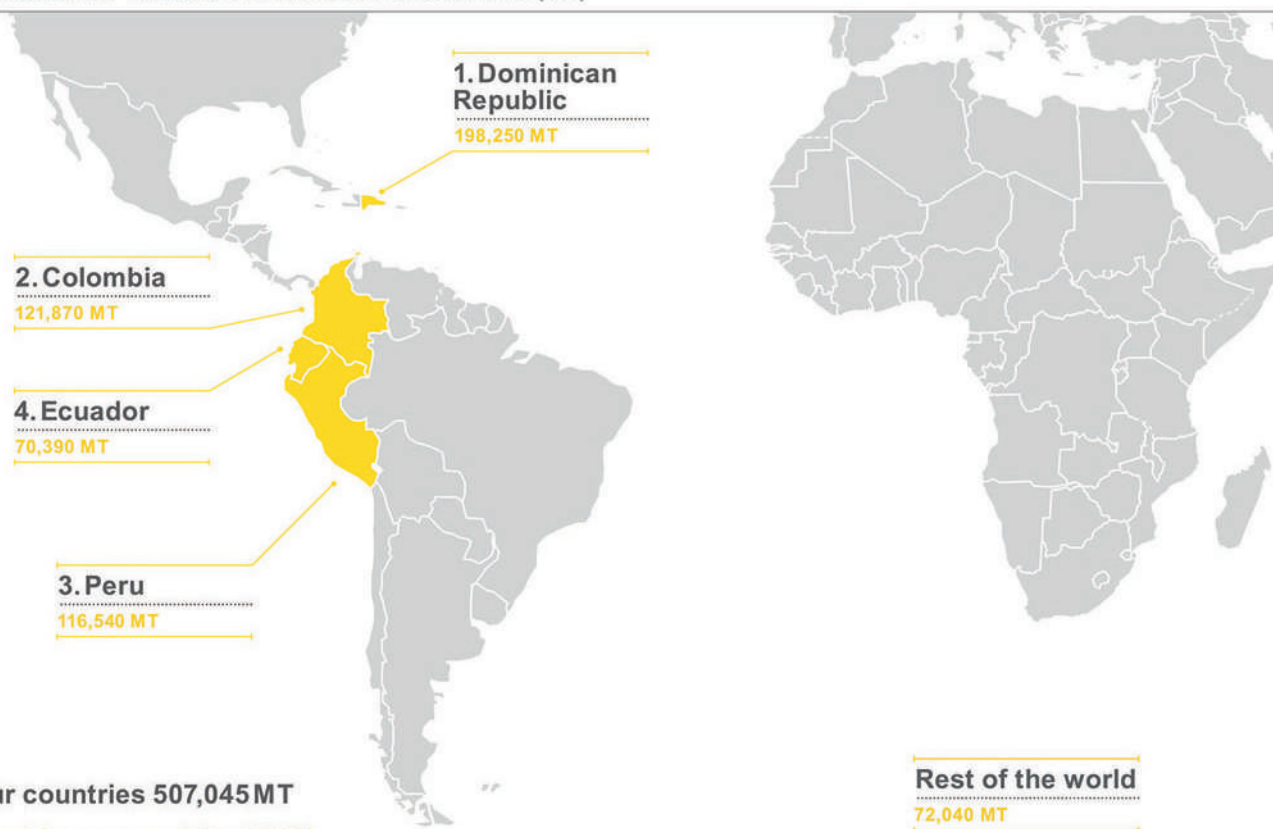 1. Dominican
Republic
198,250 MT
2. Colombia
121,870 MT
4. Ecuador
70,390 MT
3. Peru
116,540 MT
countries 507,045 MT
Rest of the world
72,040 MT